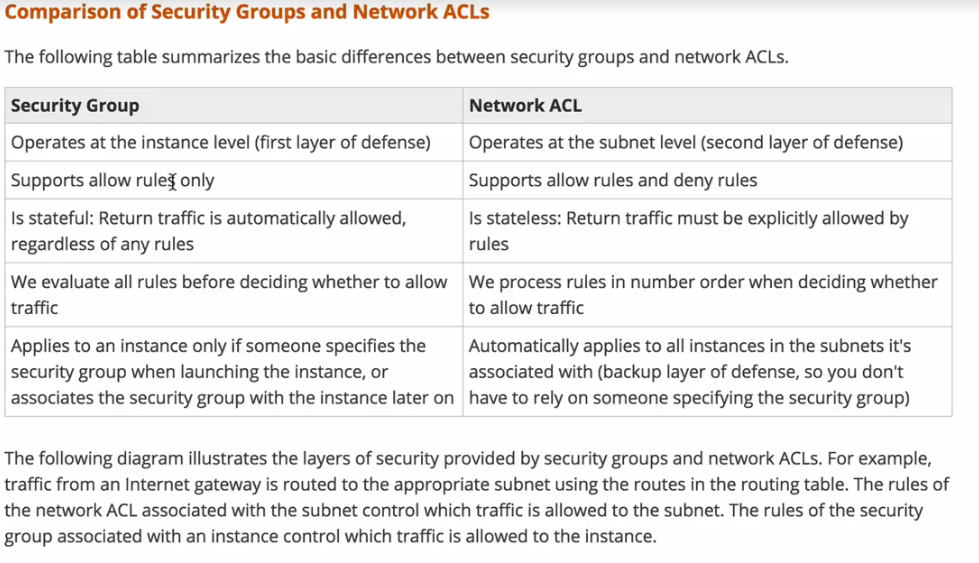 Comparison of Security Groups and Network ACLs
The following table summarizes the basic differences between security groups and network ACLs.
Security Group
Network ACL
Operates at the instance level (first layer of defense)
Operates at the subnet level (second layer of defense)
Supports allow rules only
Supports allow rules and deny rules
Is stateful: Return traffic is automatically allowed,
regardless of any rules
Is stateless: Return traffic must be explicitly allowed by
rules
We evaluate all rules before deciding whether to allow
traffic
We process rules in number order when deciding whether
to allow traffic
Applies to an instance only if someone specifies the
security group when launching the instance, or
associates the security group with the instance later on
Automatically applies to all instances in the subnets it's
associated with (backup layer of defense, so you don't
have to rely on someone specifying the security group)
The following diagram illustrates the layers of security provided by security groups and network ACLs. For example,
traffic from an Internet gateway is routed to the appropriate subnet using the routes in the routing table. The rules of
the network ACL associated with the subnet control which traffic is allowed to the subnet. The rules of the security
group associated with an instance control which traffic is allowed to the instance.